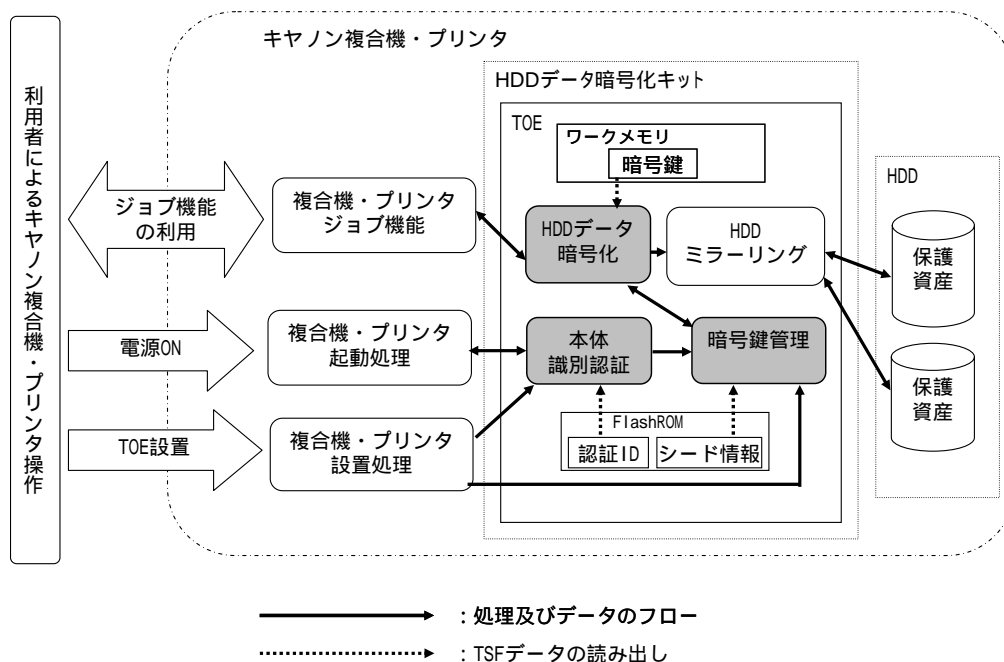 キヤノン複合機・プリンタ
利用者によるキヤノン複合機・プリンタ操作
HDDデータ暗号化キット
TOE
ワークメモリ
暗号鍵
HDD
ジョブ機能
の利用
複合機・プリンタ
ジョブ機能
HDDデータ
暗号化
HDD
ミラーリング
保護
資産
電源ON
複合機・プリンタ
起動処理
本体
識別認証
暗号鍵管理
保護
資産
TOE設置
複合機・プリンタ
設置処理
FlashROM
認証ID
シード情報
:処理及びデータのフロー
:TSFデータの読み出し